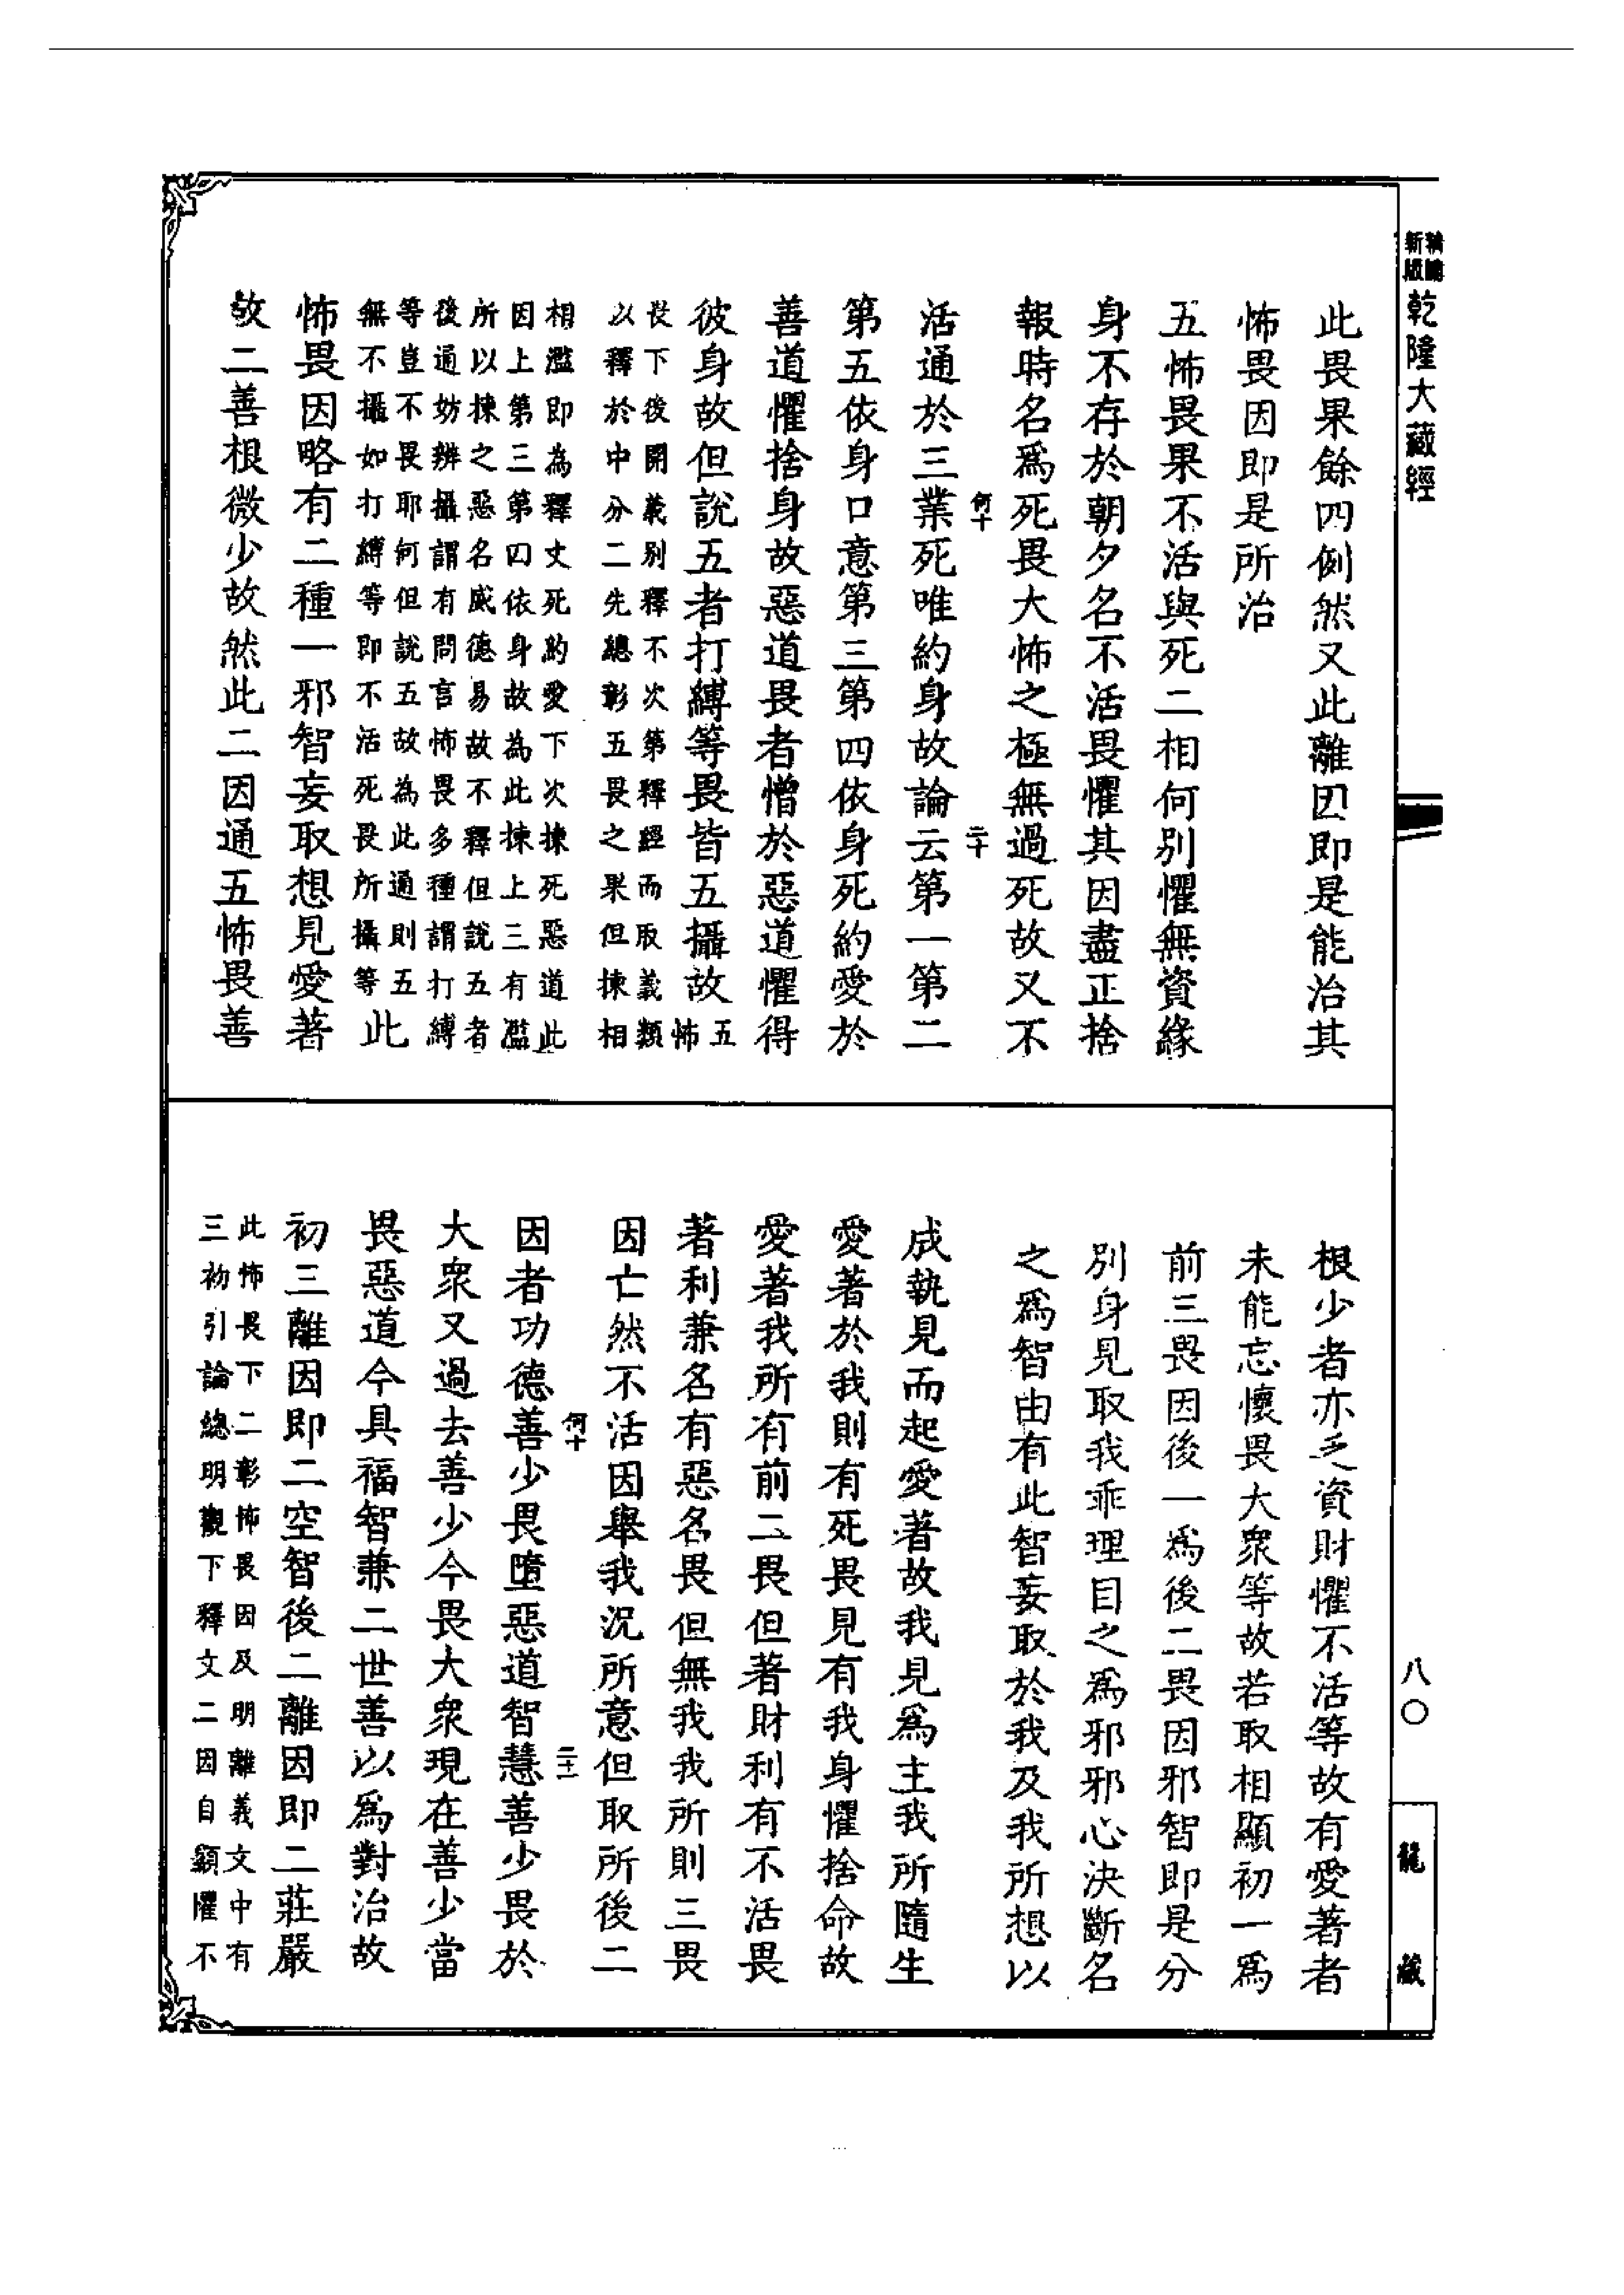 新版
乾隆大藏經
此畏果餘四例然又此離因即是能治其
怖畏因即是所治
五怖畏果不活與死二相何別懼無資緣
身不存於朝夕名不活畏懼其因盡正捨
報時名爲死畏大怖之極無過死故又不
何十 二十
活通於三業死唯約身故論云第一第二
第五依身口意第三第四依身死約愛於
善道懼捨身故惡道畏者憎於惡道懼得
彼身故但說五者打縛等畏皆五攝故五怖
畏下後開義別釋不次第釋經而取義類
以釋於中分二先總彰五畏之果但揀相
相濫即為釋文死約愛下次揀死惡道此
因上第三第四依身故為此揀上三有濫
所以揀之惡名威德易故不釋但說五者
後通妨辨攝謂有問言怖畏多種謂打縛
等豈不畏耶何但說五故為此通則五
無不攝如打縛等即不活死畏所攝等此
怖畏因略有二種一邪智妄取想見愛著
故二善根微少故然此二因通五怖畏善
根少者亦乏資財懼不活等故有愛著者
未能忘懷畏大衆等故若取相顯初一爲
前三畏因後一爲後二畏因邪智即是分
別身見取我乖理目之爲邪邪心決斷名
之爲智由有此智妄取於我及我所想以
成執見而起愛著故我見爲主我所隨生
愛著於我則有死畏見有我身懼捨命故
愛著我所有前二畏但著財利有不活畏
著利兼名有惡名畏但無我我所則三畏
因亡然不活因舉我況所意但取所後二
何十 二十一
因者功德善少畏墮惡道智慧善少畏於
大衆又過去善少今畏大衆現在善少當
畏惡道今具福智兼二世善以爲對治故
初三離因即二空智後二離因即二莊嚴
此怖畏下二彰怖畏因及明離義文中有
三初引論總明觀下釋文二因自顯懼不
八〇
龍藏